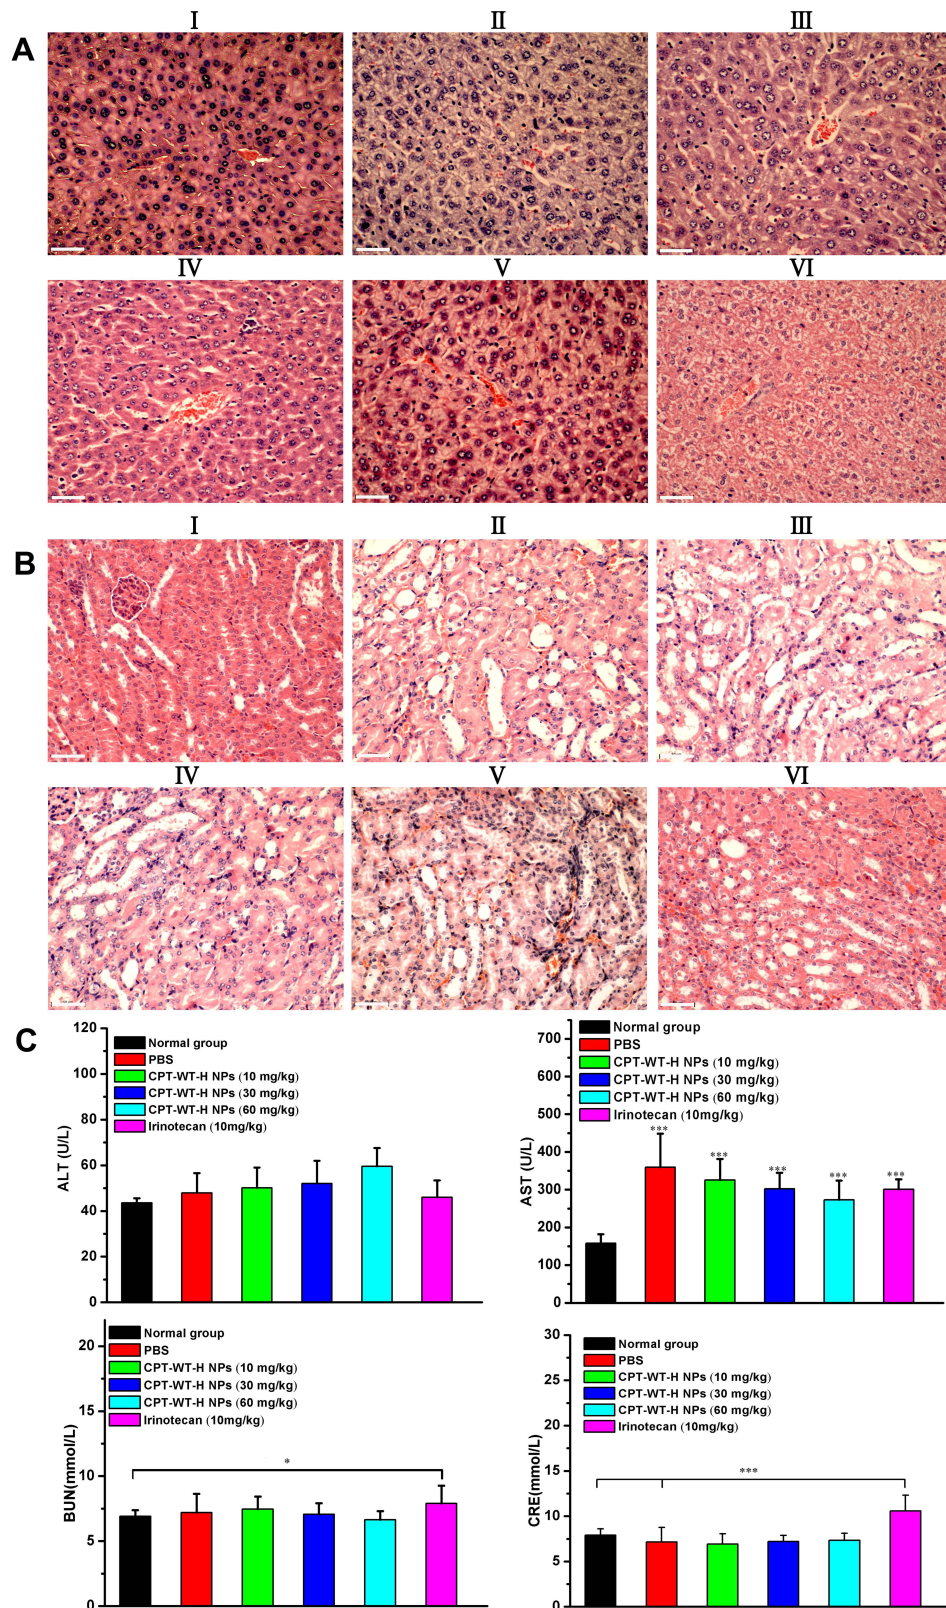 I II III
A
IV V VI
I II III
B
IV V VI
C
120
100
80
60
40
20
0
ALT (U/L)
Normal group
PBS
CPT-WT-H NPs (10 mg/kg)
CPT-WT-H NPs (30 mg/kg)
CPT-WT-H NPs (60 mg/kg)
Irinotecan (10mg/kg)
700
600
500
400
300
200
100
0
AST (U/L)
Normal group
PBS
CPT-WT-H NPs (10 mg/kg)
CPT-WT-H NPs (30 mg/kg)
CPT-WT-H NPs (60 mg/kg)
Irinotecan (10mg/kg)
*** *** *** *** ***
20
15
10
5
0
BUN(mmol/L)
Normal group
PBS
CPT-WT-H NPs (10 mg/kg)
CPT-WT-H NPs (30 mg/kg)
CPT-WT-H NPs (60 mg/kg)
Irinotecan (10mg/kg)
*
30
25
20
15
10
5
0
CRE(mmol/L)
Normal group
PBS
CPT-WT-H NPs (10 mg/kg)
CPT-WT-H NPs (30 mg/kg)
CPT-WT-H NPs (60 mg/kg)
Irinotecan (10mg/kg)
***